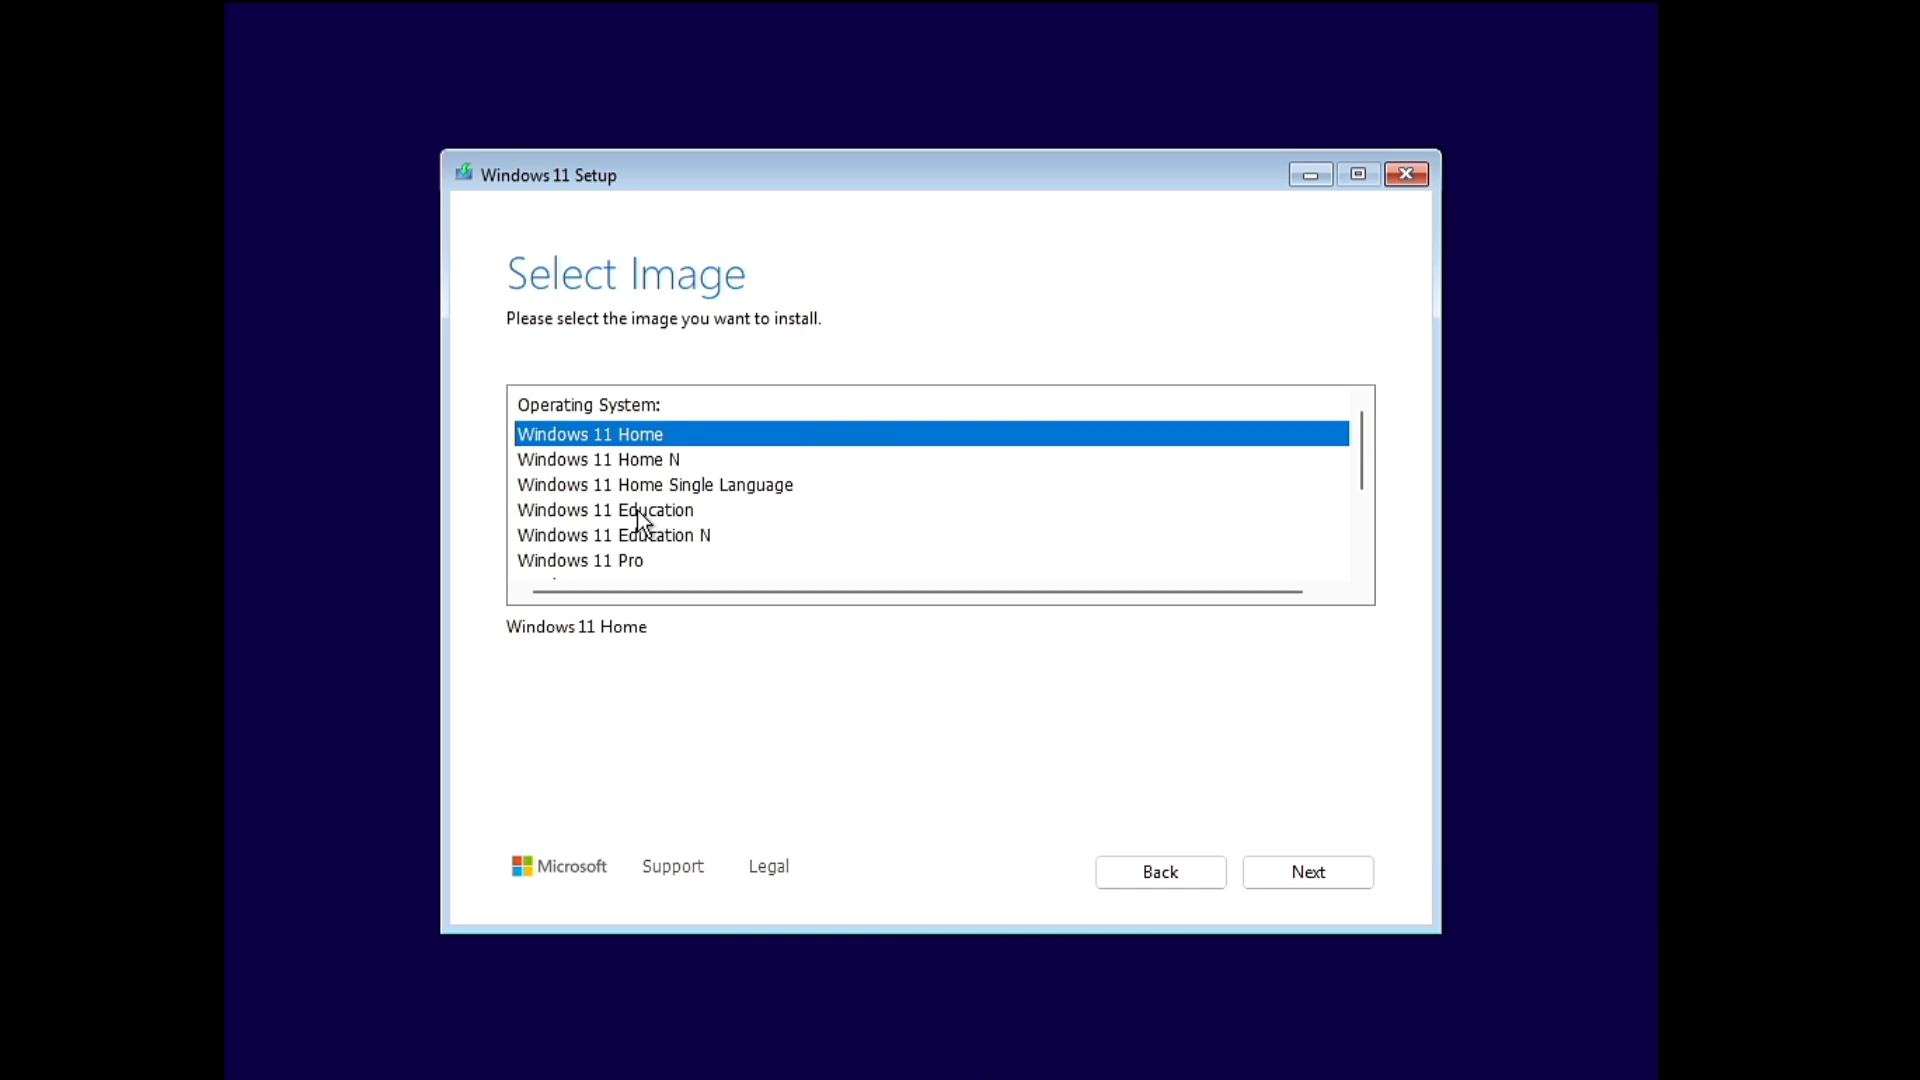 Windows 11 Setup
Select Image
Please select the image you want to install.
Operating System:
Windows 11 Home
Windows 11 Home N
Windows 11 Home Single Language
Windows 11 Education
Windows 11 Education N
Windows 11 Pro
Windows 11 Home
Microsoft Support Legal Back Next